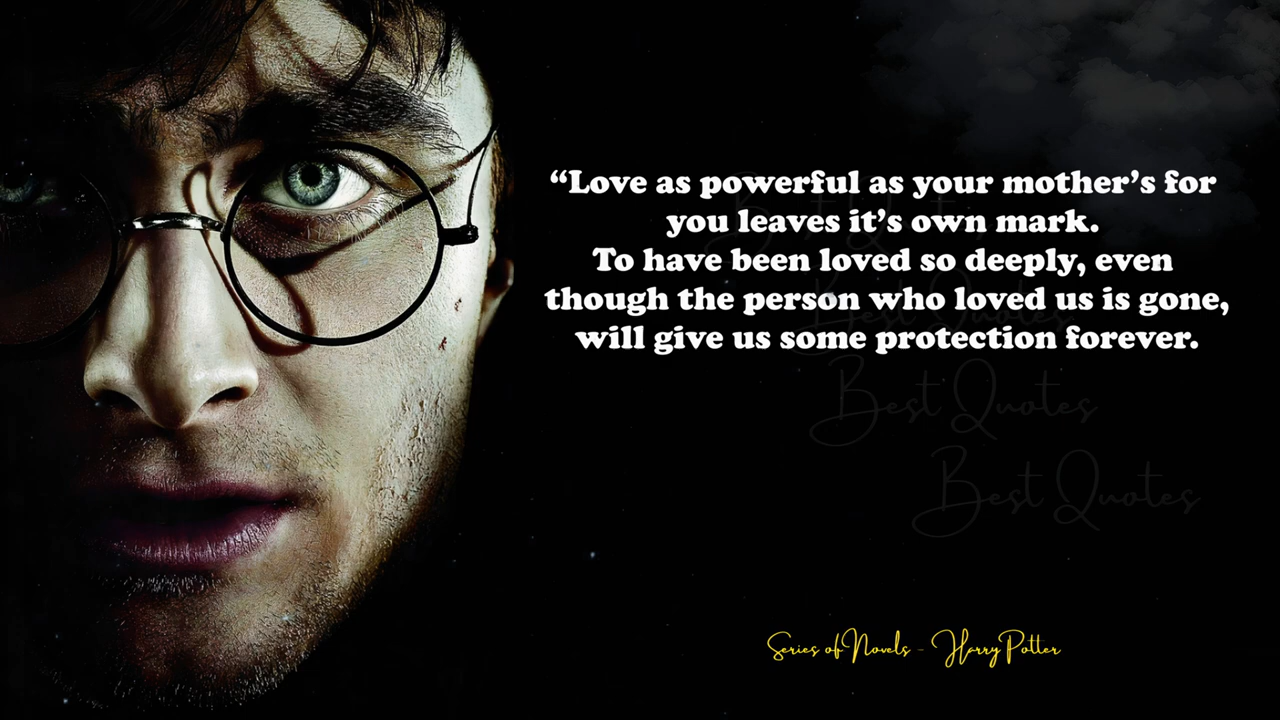 “Love as powerful as your mother’s for
you leaves it’s own mark.
To have been loved so deeply, even
though the person who loved us is gone,
will give us some protection forever.
Best Quotes
Best Quotes
Best Quotes
Series of Novels - Harry Potter